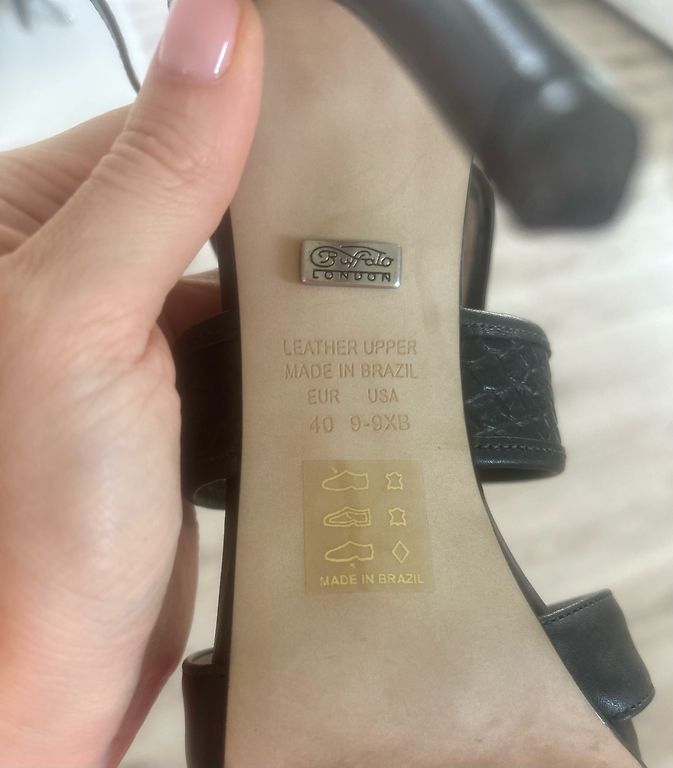 Buffalo
LONDON
LEATHER UPPER
MADE IN BRAZIL
EUR USA
40 9-9XB
MADE IN BRAZIL